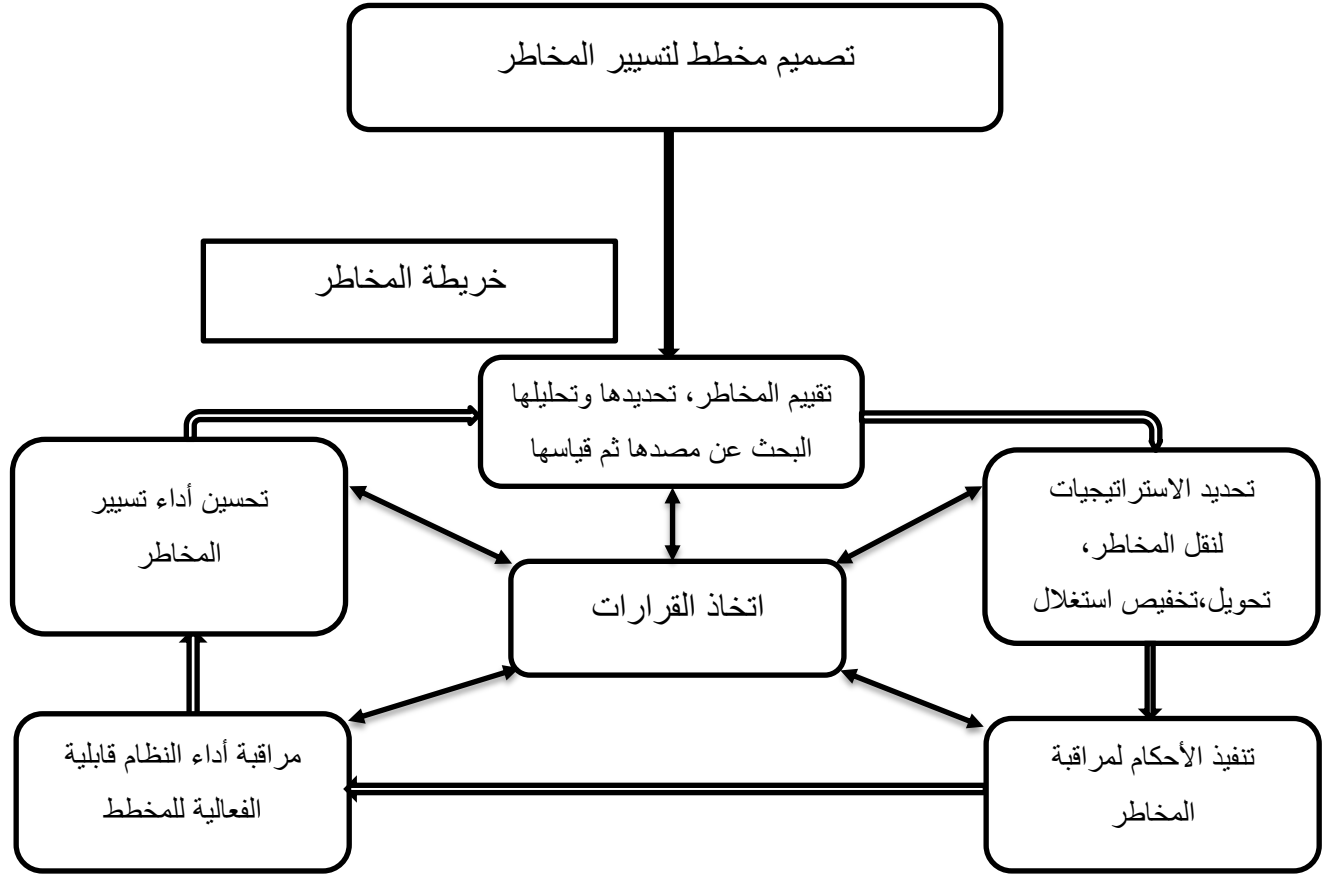 تصميم مخطط لتسيير المخاطر
خريطة المخاطر
تقييم المخاطر، تحديدها وتحليلها
البحث عن مصدها ثم قياسها
تحديد الاستراتيجيات
لنقل المخاطر،
تحويل،تخفيص استغلال
تحسين أداء تسيير
المخاطر
اتخاذ القرارات
تنفيذ الأحكام لمراقبة
المخاطر
مراقبة أداء النظام قابلية
الفعالية للمخطط